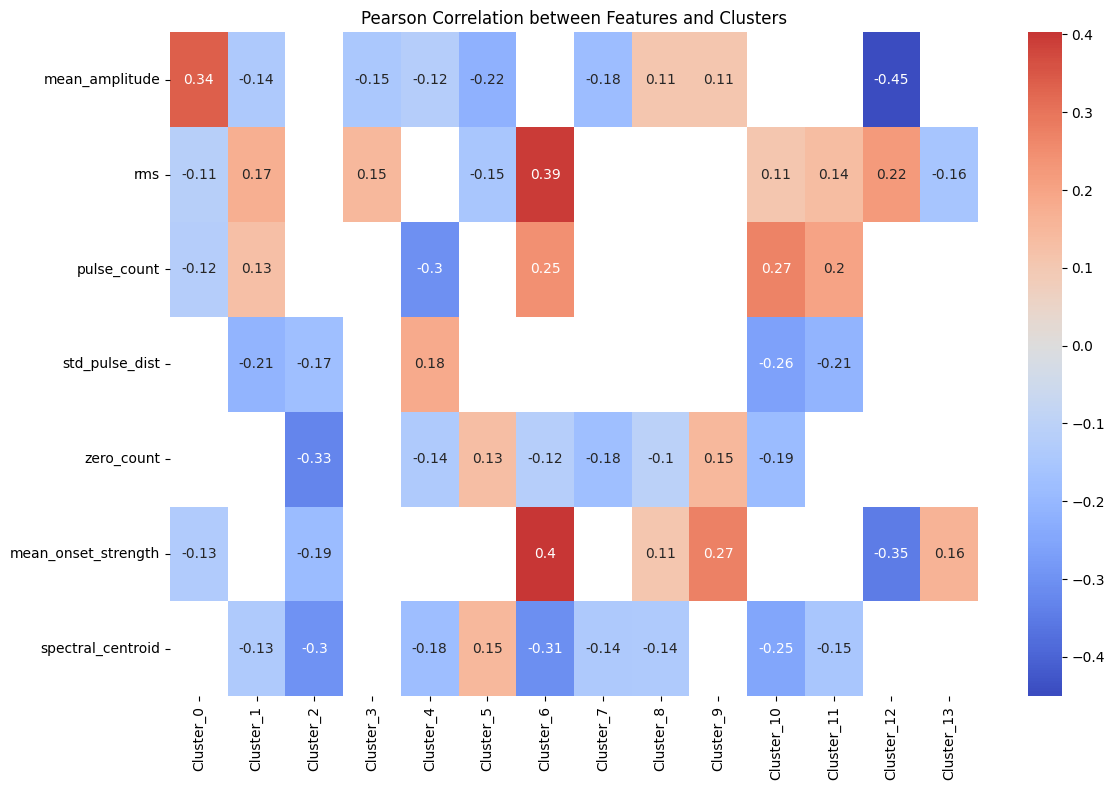 Pearson Correlation between Features and Clusters
mean_amplitude 0.34 -0.14 -0.15 -0.12 -0.22 -0.18 0.11 0.11 -0.45
rms -0.11 0.17 0.15 -0.15 0.39 0.11 0.14 0.22 -0.16
pulse_count -0.12 0.13 -0.3 0.25 0.27 0.2
std_pulse_dist -0.21 -0.17 0.18 -0.26 -0.21
zero_count -0.33 -0.14 0.13 -0.12 -0.18 -0.1 0.15 -0.19
mean_onset_strength -0.13 -0.19 0.4 0.11 0.27 -0.35 0.16
spectral_centroid -0.13 -0.3 -0.18 0.15 -0.31 -0.14 -0.14 -0.25 -0.15
Cluster_0
Cluster_1
Cluster_2
Cluster_3
Cluster_4
Cluster_5
Cluster_6
Cluster_7
Cluster_8
Cluster_9
Cluster_10
Cluster_11
Cluster_12
Cluster_13
0.4
0.3
0.2
0.1
0.0
−0.1
−0.2
−0.3
−0.4